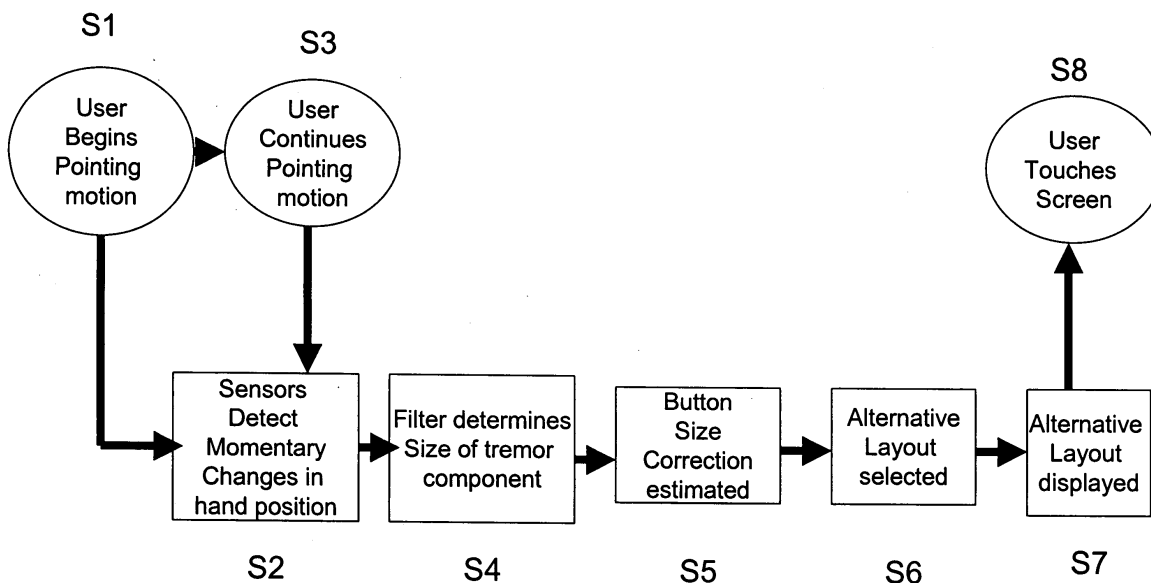 S1
S3
S8
User
Begins
Pointing
motion
User
Continues
Pointing
motion
User
Touches
Screen
Sensors
Detect
Momentary
Changes in
hand position
Filter determines
Size of tremor
component
Button
Size
Correction
estimated
Alternative
Layout
selected
Alternative
Layout
displayed
S2
S4
S5
S6
S7